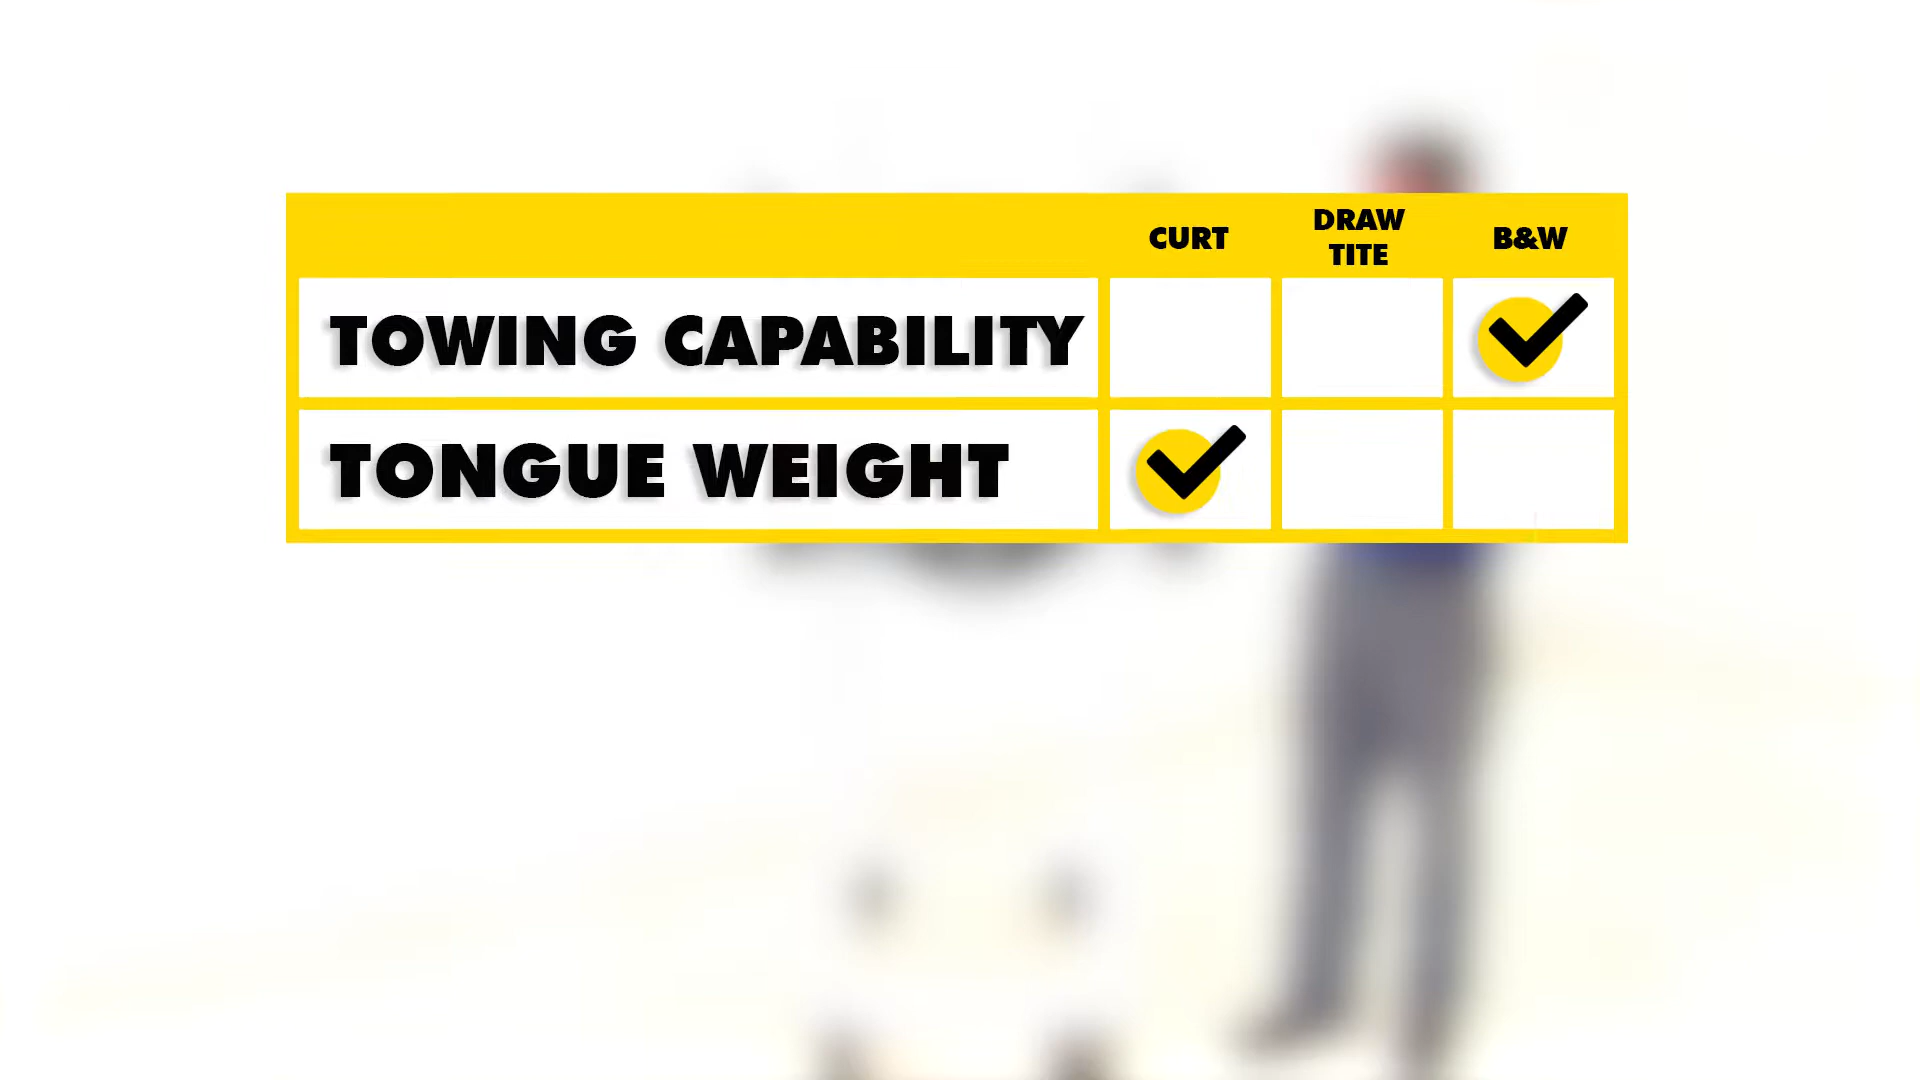 CURT
DRAW
TITE
B&W
TOWING CAPABILITY
TONGUE WEIGHT